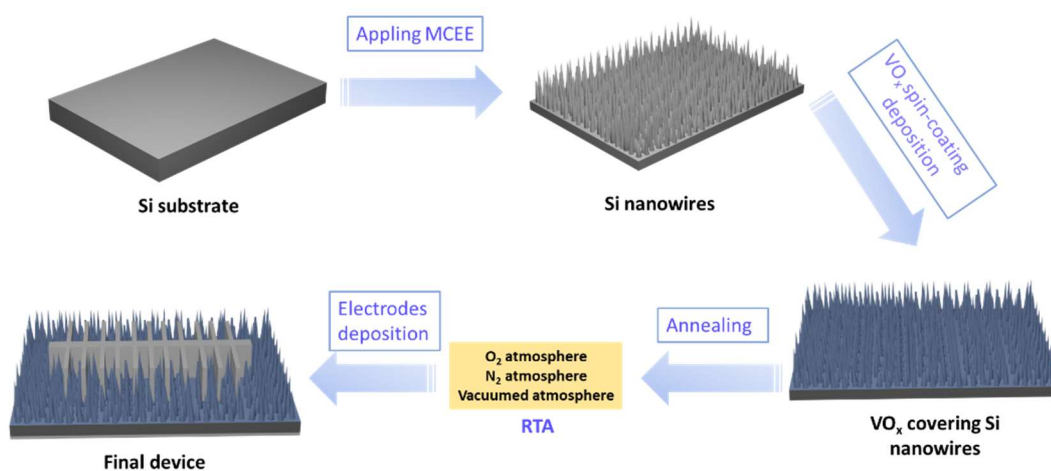 Appling MCEE
Si substrate
Si nanowires
VOₓ spin-coating
deposition
VOₓ covering Si
nanowires
Annealing
O₂ atmosphere
N₂ atmosphere
Vacuumed atmosphere
RTA
Electrodes
deposition
Final device